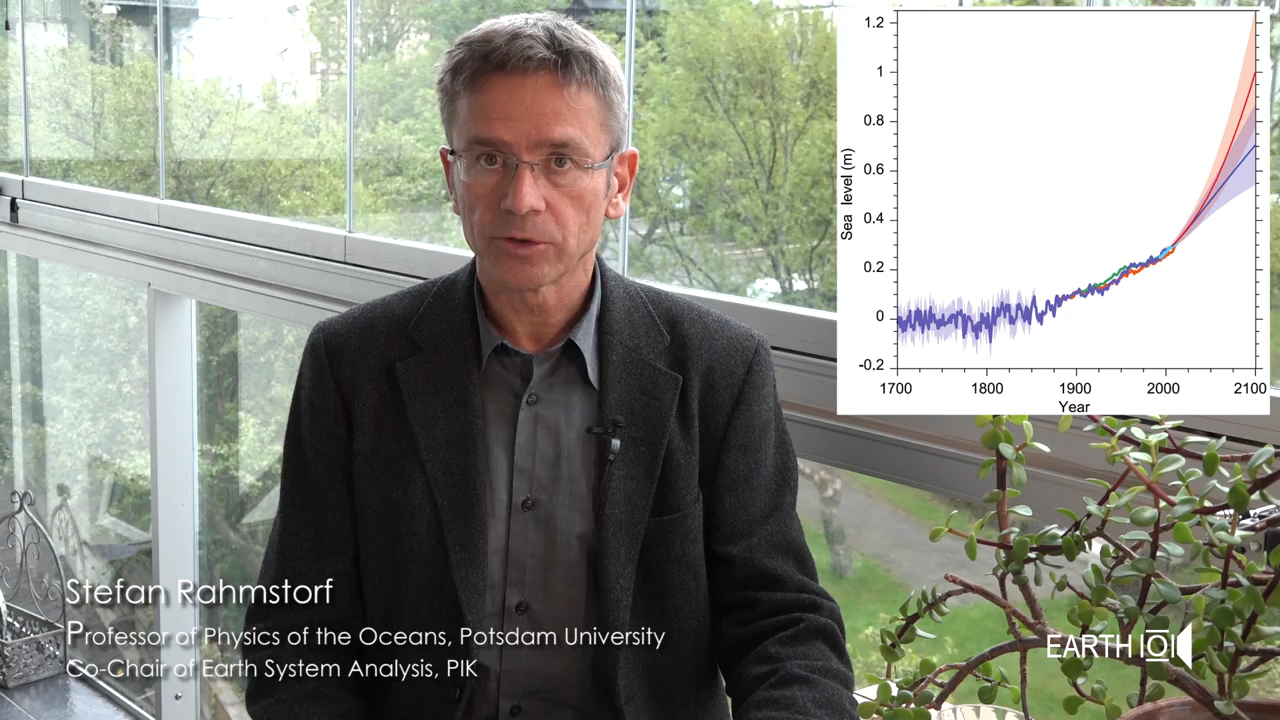 1.2
1
0.8
0.6
0.4
0.2
0
-0.2
Sea level (m)
1700 1800 1900 2000 2100
Year
Stefan Rahmstorf
Professor of Physics of the Oceans, Potsdam University
Co-Chair of Earth System Analysis, PIK
EARTH 101